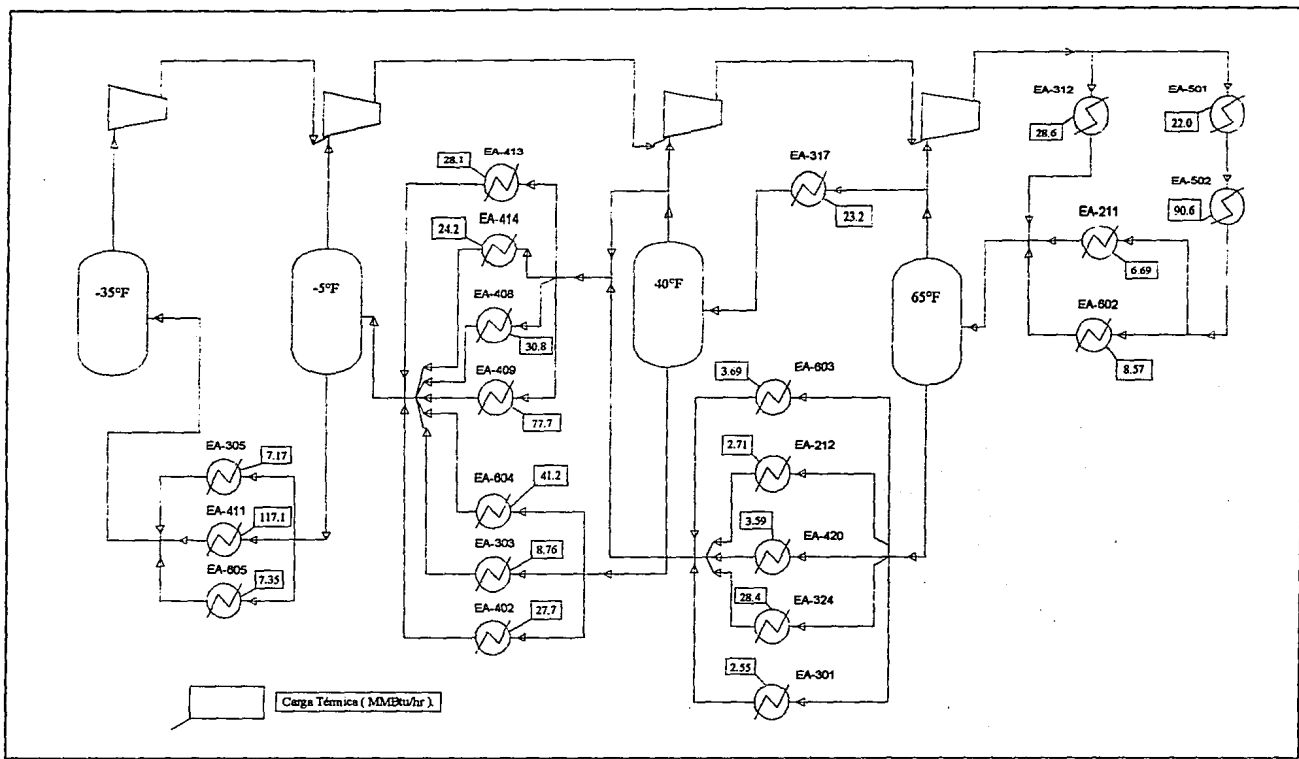 EA-312
28.6
EA-501
22.0
EA-502
90.6
EA-413
28.1
EA-317
23.2
EA-414
24.2
EA-211
6.69
-35°F
-5°F
40°F
65°F
EA-408
30.8
EA-602
8.57
EA-409
77.7
EA-603
3.69
EA-305
7.17
EA-212
2.71
EA-604
41.2
EA-411
117.1
EA-420
3.59
EA-303
8.76
EA-605
7.35
EA-324
28.4
EA-402
27.7
EA-301
2.55
Carga Térmica ( MMBtu/hr ).